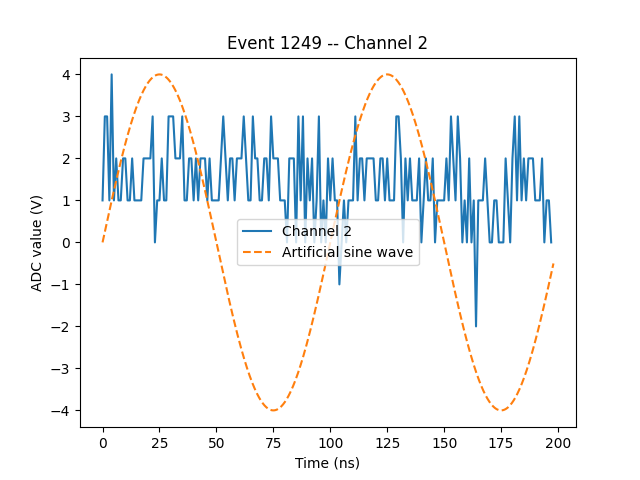 Event 1249 -- Channel 2
4
3
2
1
0
−1
−2
−3
−4
ADC value (V)
Channel 2
Artificial sine wave
0 25 50 75 100 125 150 175 200
Time (ns)